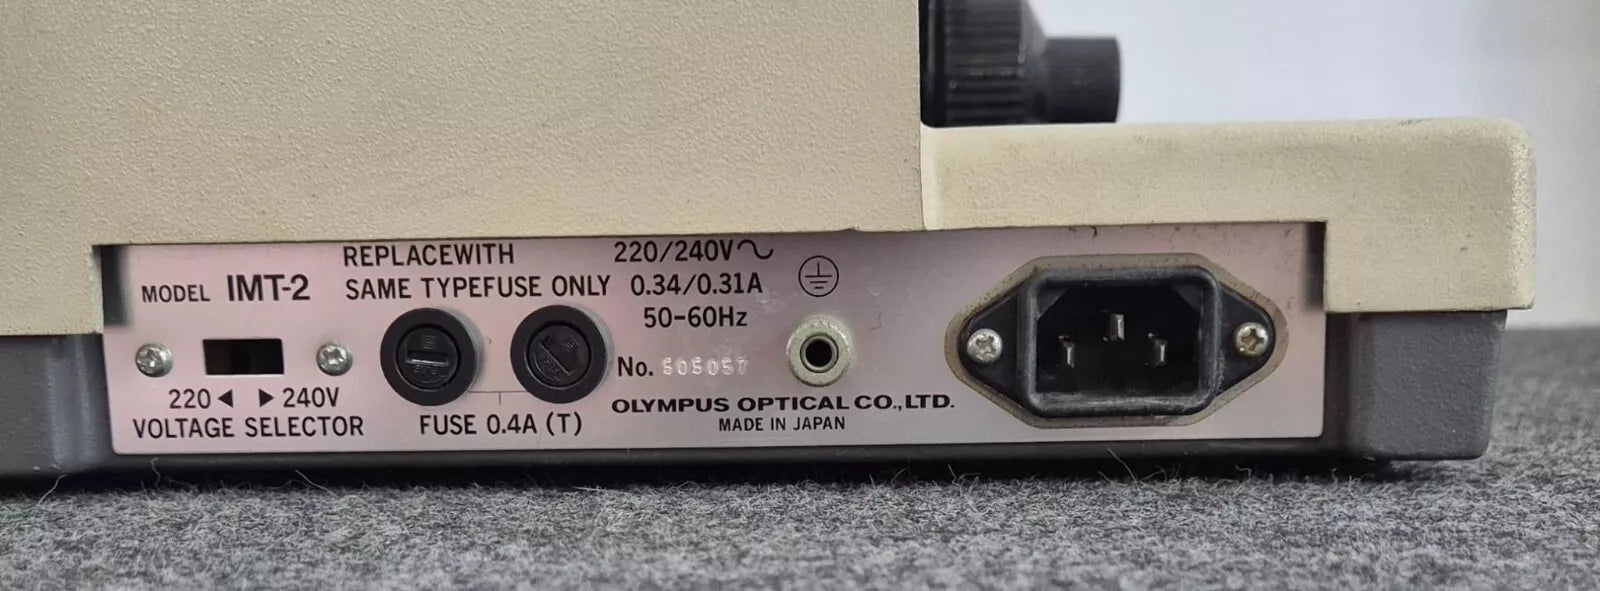 MODEL IMT-2
REPLACEWITH
SAME TYPEFUSE ONLY
220/240V~
0.34/0.31A
50-60Hz
220 ◀ ▶ 240V
VOLTAGE SELECTOR
FUSE 0.4A (T)
No. 505057
OLYMPUS OPTICAL CO., LTD.
MADE IN JAPAN